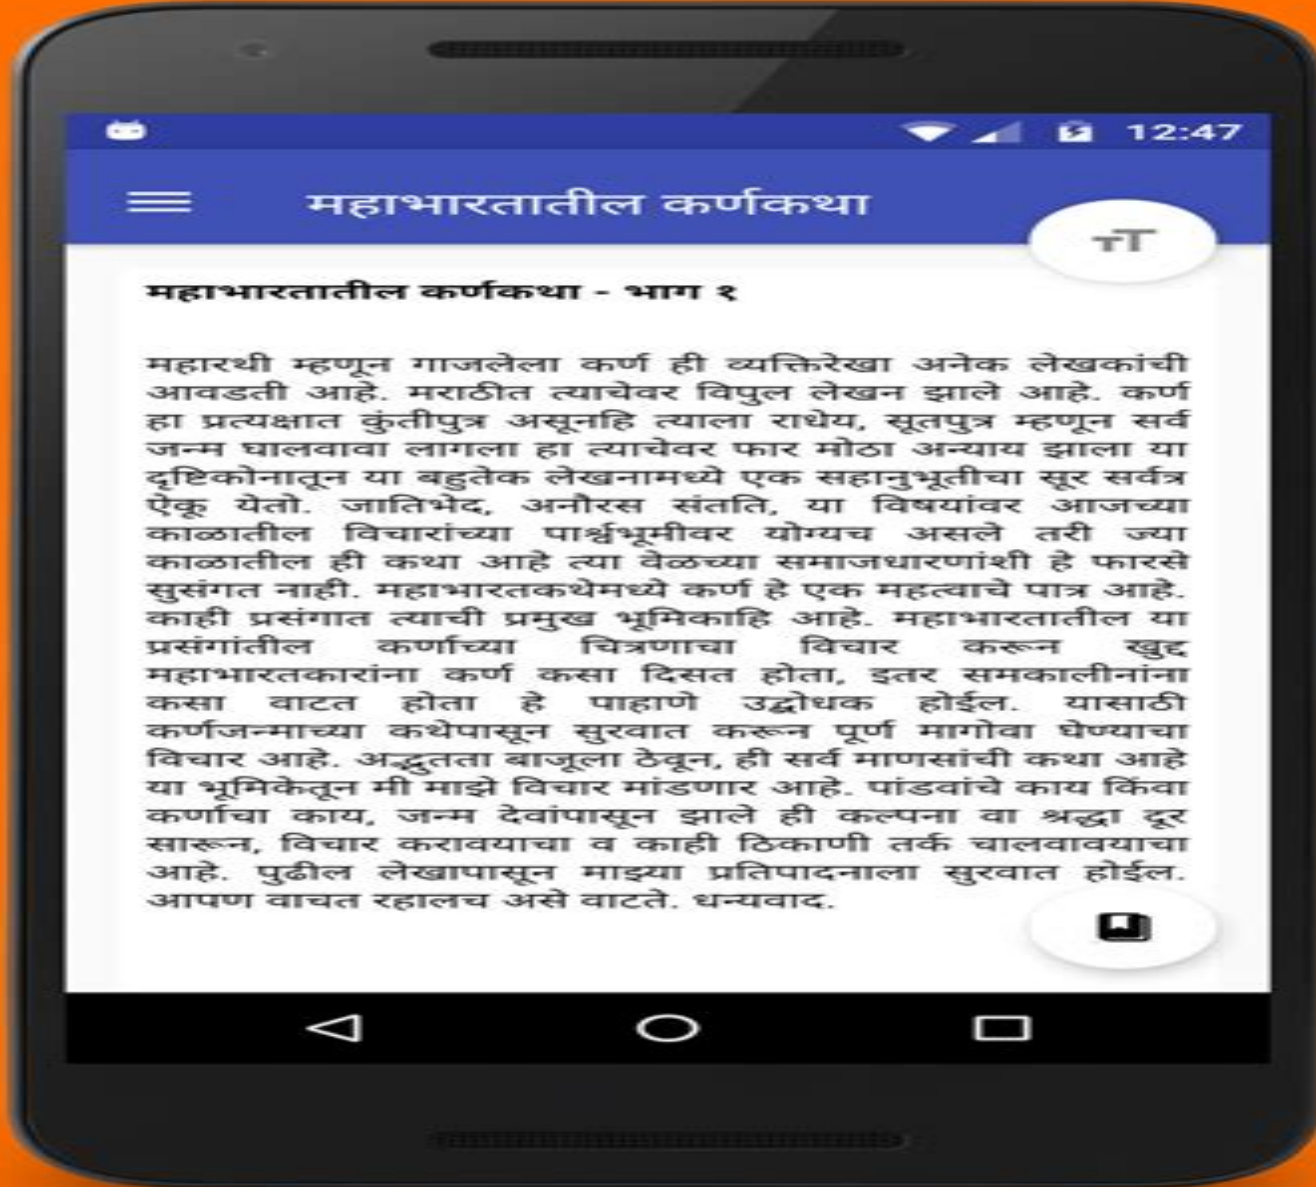 12:47
महाभारतातील कर्णकथा
महाभारतातील कर्णकथा - भाग १
महारथी म्हणून गाजलेला कर्ण ही व्यक्तिरेखा अनेक लेखकांची
आवडती आहे. मराठीत त्याचेवर विपुल लेखन झाले आहे. कर्ण
हा प्रत्यक्षात कुंतीपुत्र असूनहि त्याला राधेय, सूतपुत्र म्हणून सर्व
जन्म घालवावा लागला हा त्याचेवर फार मोठा अन्याय झाला या
दृष्टिकोनातून या बहुतेक लेखनामध्ये एक सहानुभूतीचा सूर सर्वत्र
ऐकू येतो. जातिभेद, अनौरस संतति, या विषयांवर आजच्या
काळातील विचारांच्या पार्श्वभूमीवर योग्यच असले तरी ज्या
काळातील ही कथा आहे त्या वेळच्या समाजधारणांशी हे फारसे
सुसंगत नाही. महाभारतकथेमध्ये कर्ण हे एक महत्वाचे पात्र आहे.
काही प्रसंगात त्याची प्रमुख भूमिकाहि आहे. महाभारतातील या
प्रसंगांतील कर्णाच्या चित्रणाचा विचार करून खुद्द
महाभारतकारांना कर्ण कसा दिसत होता, इतर समकालीनांना
कसा वाटत होता हे पाहाणे उद्बोधक होईल. यासाठी
कर्णजन्माच्या कथेपासून सुरवात करून पूर्ण मागोवा घेण्याचा
विचार आहे. अद्भुतता बाजूला ठेवून, ही सर्व माणसांची कथा आहे
या भूमिकेतून मी माझे विचार मांडणार आहे. पांडवांचे काय किंवा
कर्णाचा काय, जन्म देवांपासून झाले ही कल्पना वा श्रद्धा दूर
सारून, विचार करावयाचा व काही ठिकाणी तर्क चालवावयाचा
आहे. पुढील लेखापासून माझ्या प्रतिपादनाला सुरवात होईल.
आपण वाचत रहालच असे वाटते. धन्यवाद.